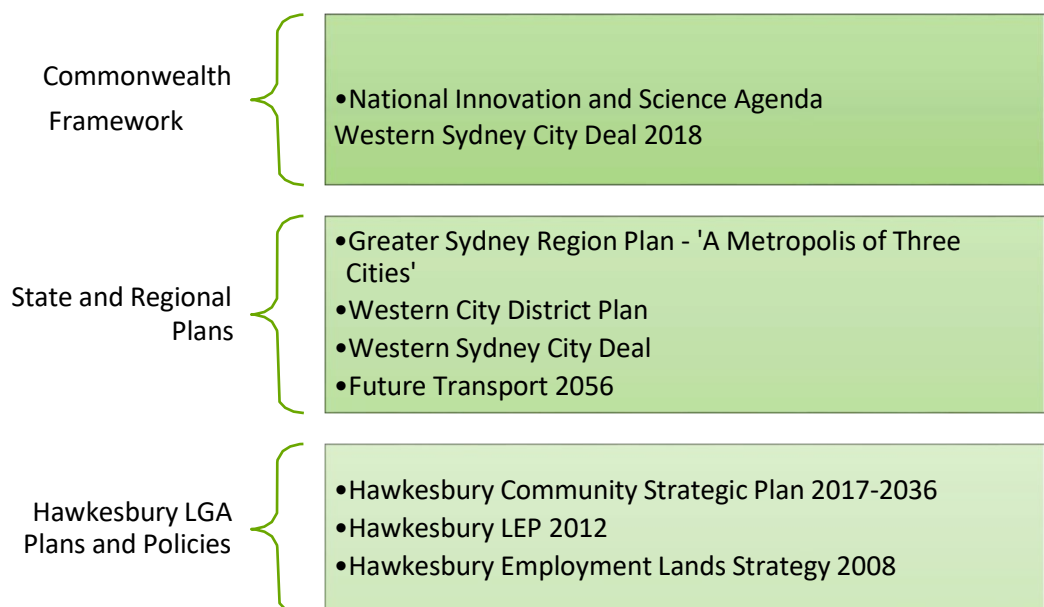 Commonwealth
Framework
•National Innovation and Science Agenda
Western Sydney City Deal 2018
State and Regional
Plans
•Greater Sydney Region Plan - 'A Metropolis of Three
Cities'
•Western City District Plan
•Western Sydney City Deal
•Future Transport 2056
Hawkesbury LGA
Plans and Policies
•Hawkesbury Community Strategic Plan 2017-2036
•Hawkesbury LEP 2012
•Hawkesbury Employment Lands Strategy 2008